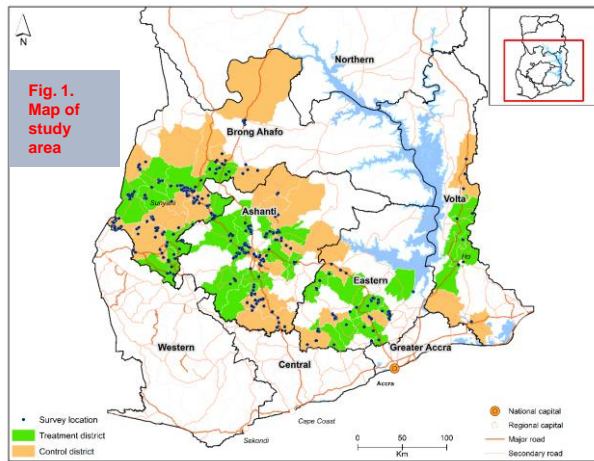 N
Fig. 1.
Map of
study
area
Northern
Brong Ahafo
Sunyani
Ashanti
Volta
Ho
Eastern
Western
Central
Greater Accra
Accra
Cape Coast
Sekondi
Survey location
Treatment district
Control district
0 50 100
Km
National capital
Regional capital
Major road
Secondary road